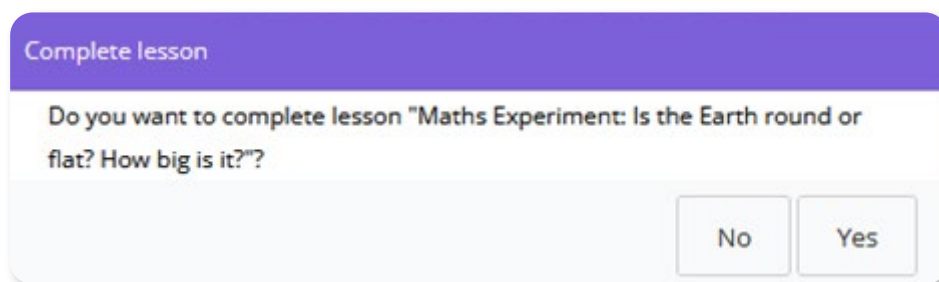 Complete lesson
Do you want to complete lesson "Maths Experiment: Is the Earth round or
flat? How big is it?"?
No
Yes